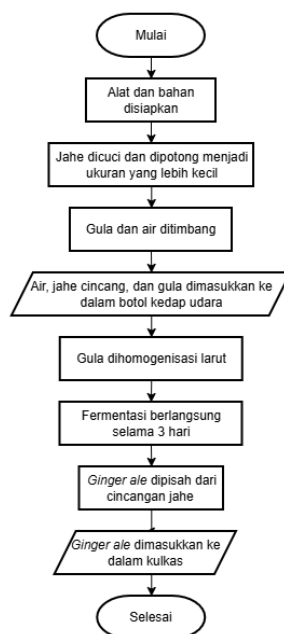 Mulai
Alat dan bahan
disiapkan
Jahe dicuci dan dipotong menjadi
ukuran yang lebih kecil
Gula dan air ditimbang
Air, jahe cincang, dan gula dimasukkan ke
dalam botol kedap udara
Gula dihomogenisasi larut
Fermentasi berlangsung
selama 3 hari
Ginger ale dipisah dari
cincangan jahe
Ginger ale dimasukkan ke
dalam kulkas
Selesai